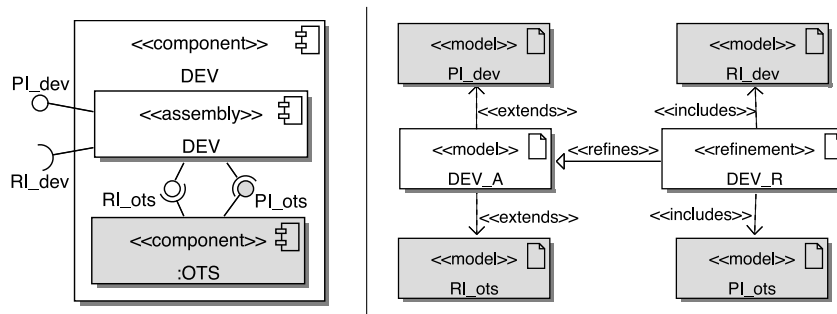 <<component>>
DEV
PI_dev
<<assembly>>
DEV
RI_dev
RI_ots
PI_ots
<<component>>
:OTS
<<model>>
PI_dev
<<model>>
RI_dev
<<extends>>
<<includes>>
<<model>>
DEV_A
<<refines>>
<<refinement>>
DEV_R
<<extends>>
<<includes>>
<<model>>
RI_ots
<<model>>
PI_ots